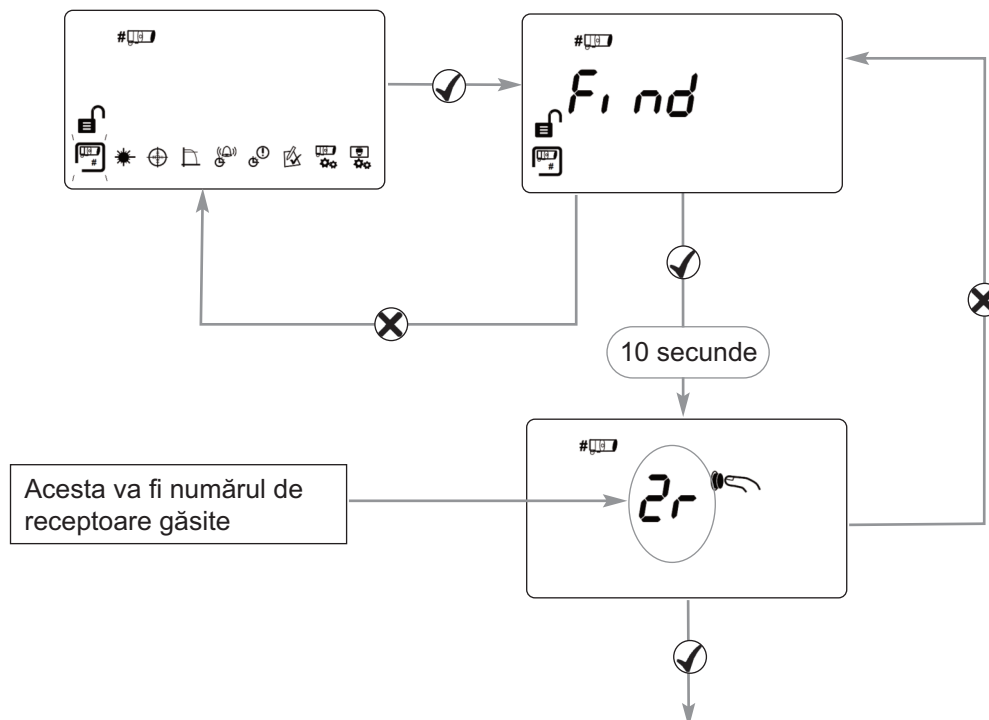 #
#
#
Find
#
10 secunde
#
2r
Acesta va fi numărul de
receptoare găsite